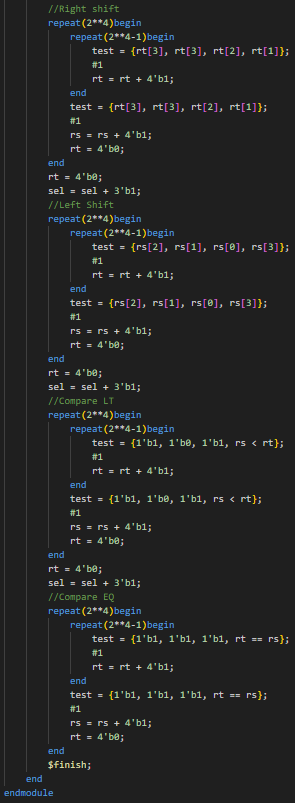 //Right shift
repeat(2**4)begin
repeat(2**4-1)begin
test = {rt[3], rt[3], rt[2], rt[1]};
#1
rt = rt + 4'b1;
end
test = {rt[3], rt[3], rt[2], rt[1]};
#1
rs = rs + 4'b1;
rt = 4'b0;
end
rt = 4'b0;
sel = sel + 3'b1;
//Left Shift
repeat(2**4)begin
repeat(2**4-1)begin
test = {rs[2], rs[1], rs[0], rs[3]};
#1
rt = rt + 4'b1;
end
test = {rs[2], rs[1], rs[0], rs[3]};
#1
rs = rs + 4'b1;
rt = 4'b0;
end
rt = 4'b0;
sel = sel + 3'b1;
//Compare LT
repeat(2**4)begin
repeat(2**4-1)begin
test = {1'b1, 1'b0, 1'b1, rs < rt};
#1
rt = rt + 4'b1;
end
test = {1'b1, 1'b0, 1'b1, rs < rt};
#1
rs = rs + 4'b1;
rt = 4'b0;
end
rt = 4'b0;
sel = sel + 3'b1;
//Compare EQ
repeat(2**4)begin
repeat(2**4-1)begin
test = {1'b1, 1'b1, 1'b1, rt == rs};
#1
rt = rt + 4'b1;
end
test = {1'b1, 1'b1, 1'b1, rt == rs};
#1
rs = rs + 4'b1;
rt = 4'b0;
end
$finish;
end
endmodule